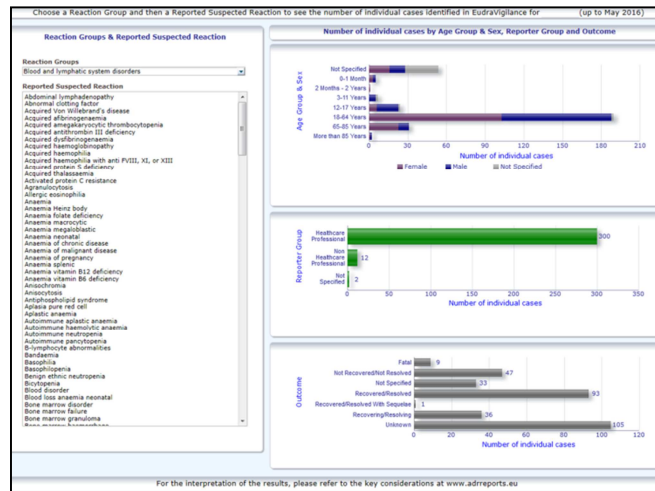 Choose a Reaction Group and then a Reported Suspected Reaction to see the number of individual cases identified in EudraVigilance for (up to May 2016)
Reaction Groups & Reported Suspected Reaction
Reaction Groups
Blood and lymphatic system disorders
Reported Suspected Reaction
Abdominal lymphadenopathy
Abnormal clotting factor
Acquired Von Willebrand's disease
Acquired afibrinogenaemia
Acquired amegakaryocytic thrombocytopenia
Acquired antithrombin III deficiency
Acquired dysfibrinogenaemia
Acquired haemoglobinopathy
Acquired haemophilia
Acquired haemophilia with anti FVIII, XI, or XIII
Acquired protein S deficiency
Acquired thalassaemia
Activated protein C resistance
Agranulocytosis
Allergic eosinophilia
Anaemia
Anaemia Heinz body
Anaemia folate deficiency
Anaemia macrocytic
Anaemia megaloblastic
Anaemia neonatal
Anaemia of chronic disease
Anaemia of malignant disease
Anaemia of pregnancy
Anaemia splenic
Anaemia vitamin B12 deficiency
Anaemia vitamin B6 deficiency
Anisochromia
Anisocytosis
Antiphospholipid syndrome
Aplasia pure red cell
Aplastic anaemia
Autoimmune aplastic anaemia
Autoimmune haemolytic anaemia
Autoimmune neutropenia
Autoimmune pancytopenia
B-lymphocyte abnormalities
Bandaemia
Basophilia
Basophilopenia
Benign ethnic neutropenia
Bicytopenia
Blood disorder
Blood loss anaemia neonatal
Bone marrow disorder
Bone marrow failure
Bone marrow granuloma
Bone marrow haemorrhage
Number of individual cases by Age Group & Sex, Reporter Group and Outcome
Age Group & Sex
Not Specified
0-1 Month
2 Months - 2 Years
3-11 Years
12-17 Years
18-64 Years
65-85 Years
More than 85 Years
0 30 60 90 120 150 180 210
Number of individual cases
Female Male Not Specified
Reporter Group
Healthcare Professional 300
Non Healthcare Professional 12
Not Specified 2
0 50 100 150 200 250 300 350
Number of individual cases
Outcome
Fatal 9
Not Recovered/Not Resolved 47
Not Specified 33
Recovered/Resolved 93
Recovered/Resolved With Sequelae 1
Recovering/Resolving 36
Unknown 105
0 20 40 60 80 100 120
Number of individual cases
For the interpretation of the results, please refer to the key considerations at www.adrreports.eu